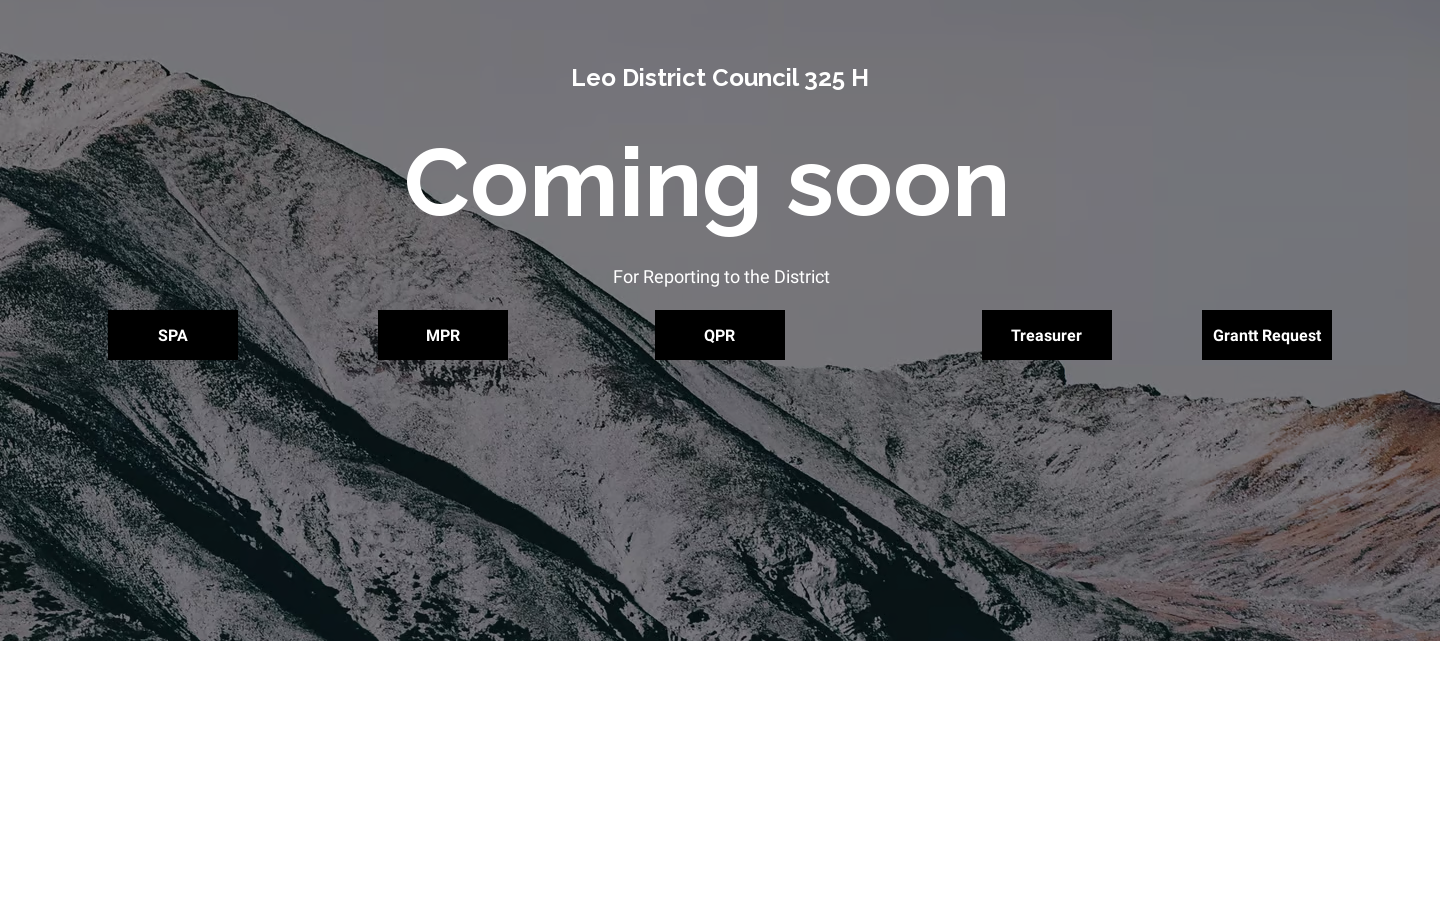 Leo District Council 325 H
Coming soon
For Reporting to the District
SPA
MPR
QPR
Treasurer
Grantt Request